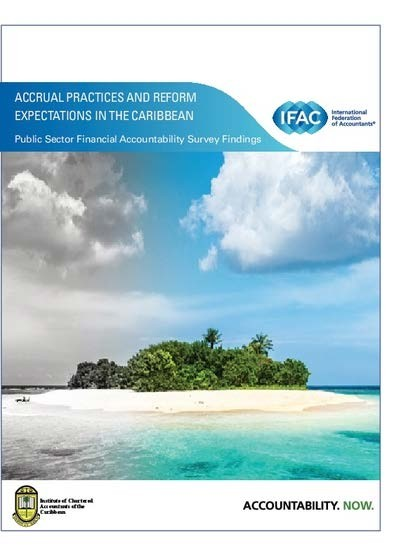 ACCRUAL PRACTICES AND REFORM
EXPECTATIONS IN THE CARIBBEAN
Public Sector Financial Accountability Survey Findings
IFAC
International
Federation
of Accountants®
Institute of Chartered
Accountants of the
Caribbean
ACCOUNTABILITY. NOW.